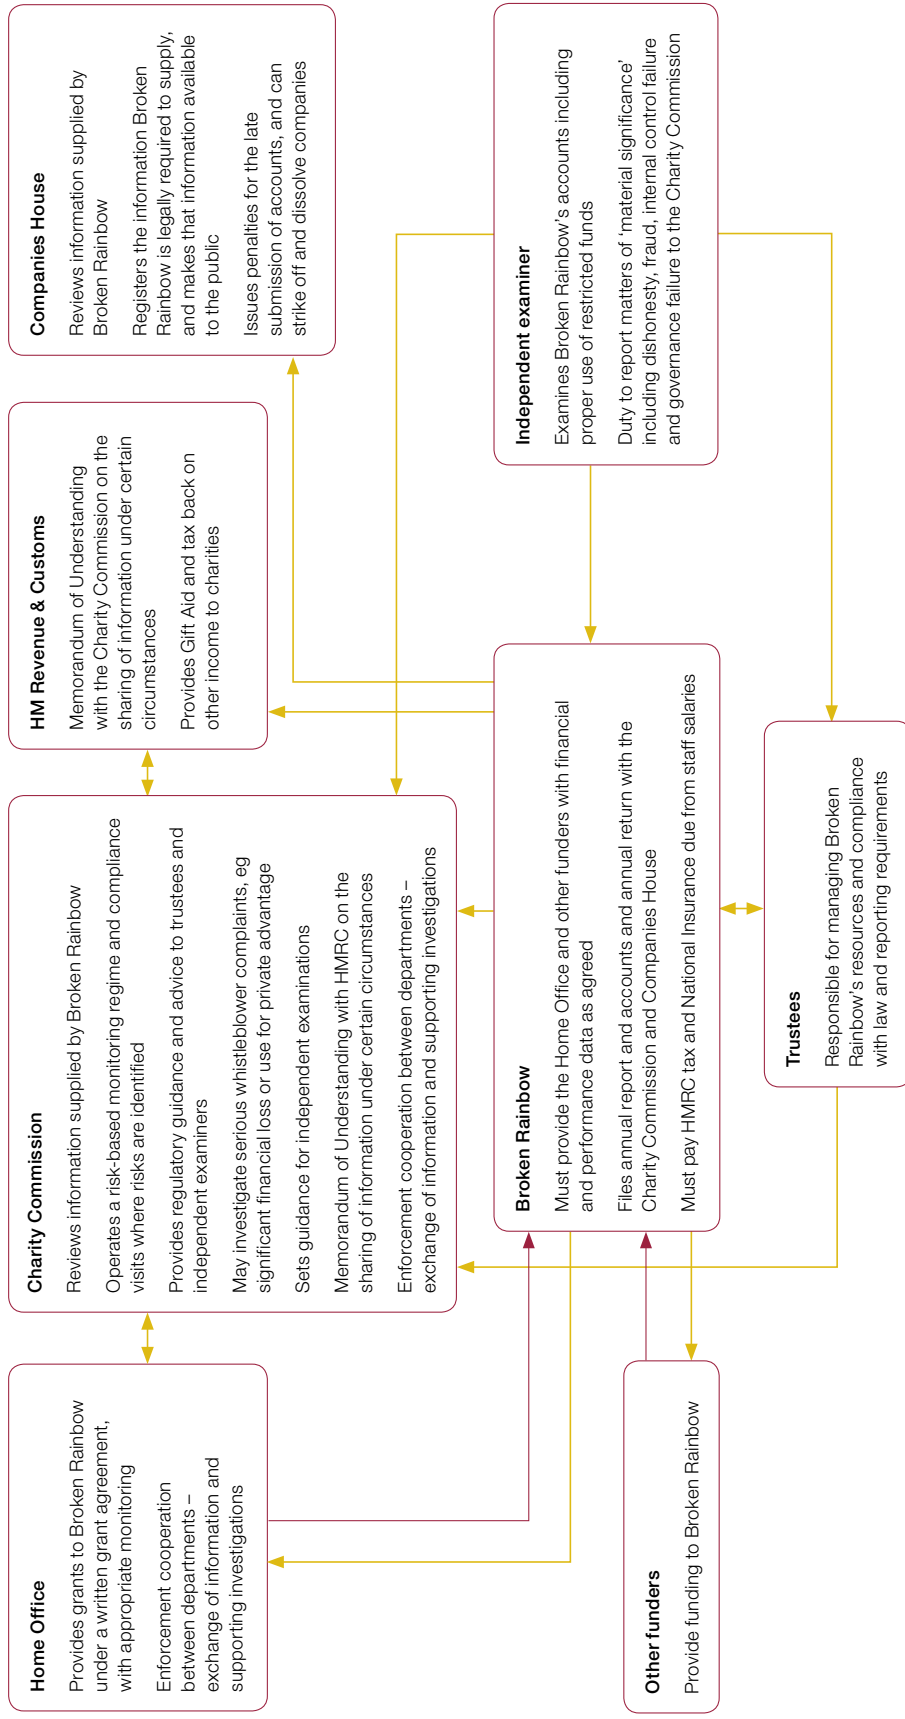 Home Office
Provides grants to Broken Rainbow
under a written grant agreement,
with appropriate monitoring
Enforcement cooperation
between departments –
exchange of information and
supporting investigations
Charity Commission
Reviews information supplied by Broken Rainbow
Operates a risk-based monitoring regime and compliance
visits where risks are identified
Provides regulatory guidance and advice to trustees and
independent examiners
May investigate serious whistleblower complaints, eg
significant financial loss or use for private advantage
Sets guidance for independent examinations
Memorandum of Understanding with HMRC on the
sharing of information under certain circumstances
Enforcement cooperation between departments –
exchange of information and supporting investigations
HM Revenue & Customs
Memorandum of Understanding
with the Charity Commission on the
sharing of information under certain
circumstances
Provides Gift Aid and tax back on
other income to charities
Companies House
Reviews information supplied by
Broken Rainbow
Registers the information Broken
Rainbow is legally required to supply,
and makes that information available
to the public
Issues penalties for the late
submission of accounts, and can
strike off and dissolve companies
Other funders
Provide funding to Broken Rainbow
Broken Rainbow
Must provide the Home Office and other funders with financial
and performance data as agreed
Files annual report and accounts and annual return with the
Charity Commission and Companies House
Must pay HMRC tax and National Insurance due from staff salaries
Independent examiner
Examines Broken Rainbow's accounts including
proper use of restricted funds
Duty to report matters of ‘material significance’
including dishonesty, fraud, internal control failure
and governance failure to the Charity Commission
Trustees
Responsible for managing Broken
Rainbow's resources and compliance
with law and reporting requirements